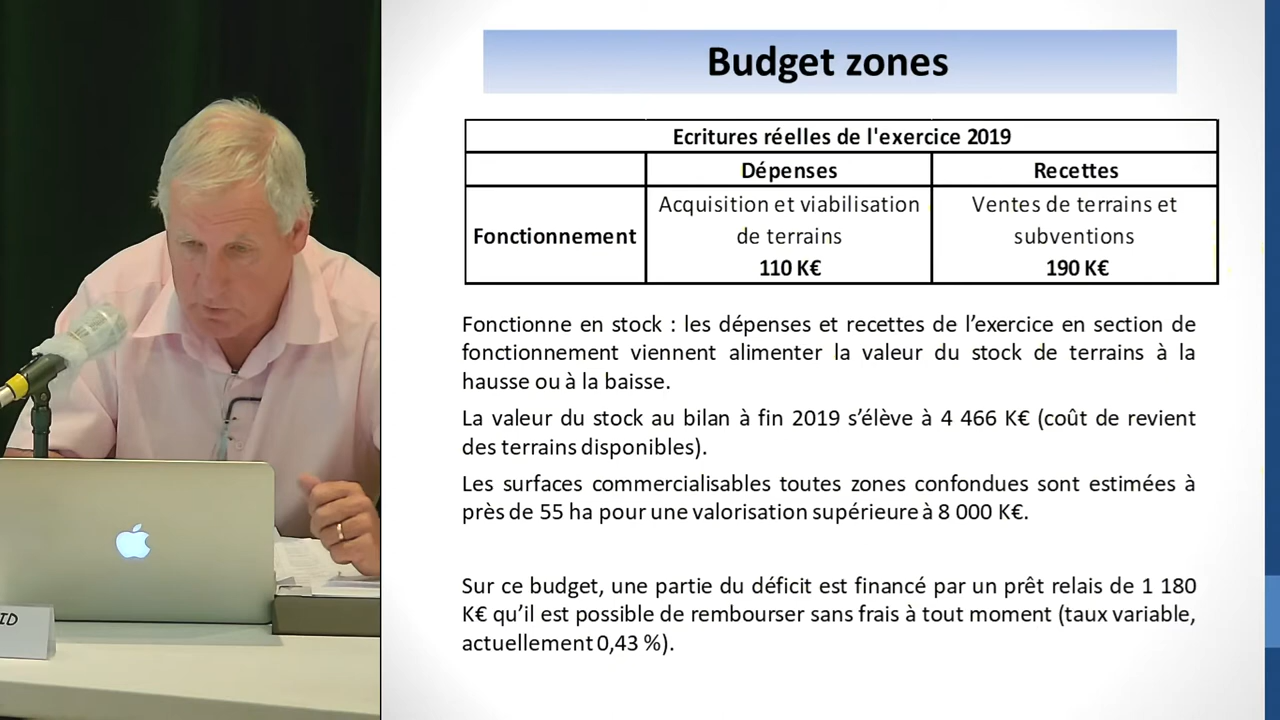 Budget zones
Ecritures réelles de l'exercice 2019
Dépenses
Recettes
Fonctionnement
Acquisition et viabilisation
de terrains
110 K€
Ventes de terrains et
subventions
190 K€
Fonctionne en stock : les dépenses et recettes de l’exercice en section de
fonctionnement viennent alimenter la valeur du stock de terrains à la
hausse ou à la baisse.
La valeur du stock au bilan à fin 2019 s’élève à 4 466 K€ (coût de revient
des terrains disponibles).
Les surfaces commercialisables toutes zones confondues sont estimées à
près de 55 ha pour une valorisation supérieure à 8 000 K€.
Sur ce budget, une partie du déficit est financé par un prêt relais de 1 180
K€ qu’il est possible de rembourser sans frais à tout moment (taux variable,
actuellement 0,43 %).
ID